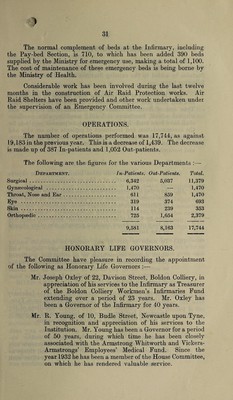 31
The normal complement of beds at the Infirmary, including
the Pay-bed Section, is 710, to which has been added 390 beds
supplied by the Ministry for emergency use, making a total of 1,100.
The cost of maintenance of these emergency beds is being borne by
the Ministry of Health.
Considerable work has been involved during the last twelve
months in the construction of Air Raid Protection works. Air
Raid Shelters have been provided and other work undertaken under
the supervision of an Emergency Committee.
OPERATIONS.
The number of operations performed was 17,744, as against
19,183 in the previous year. This is a decrease of 1,439. The decrease
is made up of 387 In-patients and 1,052 Out-patients.
The following are the figures for the various Departments :—
Department. In-Patients. Out-Patients. Total.
Surgical 6,342 5,037 11,379
Gynæcological 1,470 — 1,470
Throat, Nose and Ear 611 859 1,470
Eye 319 374 693
Skin 114 239 353
Orthopedic 725 1,654 2,379
9,581 8,163 17,744
HONORARY LIFE GOVERNORS.
The Committee have pleasure in recording the appointment
of the following as Honorary Life Governors :—
Mr. Joseph Oxley of 22, Davison Street, Boldon Colliery, in
appreciation of his services to the Infirmary as Treasurer
of the Boldon Colliery Workmen's Infirmaries Fund
extending over a period of 23 years. Mr. Oxley has
been a Governor of the Infirmary for 40 years.
Mr. R. Young, of 10, Budle Street, Newcastle upon Tyne,
in recognition and appreciation of his services to the
Institution. Mr. Young has been a Governor for a period
of 50 years, during which time he has been closely
associated with the Armstrong Whitworth and Vickers-
Armstrongs' Employees' Medical Fund. Since the
year 1932 he has been a member of the House Committee,
on which he has rendered valuable service.